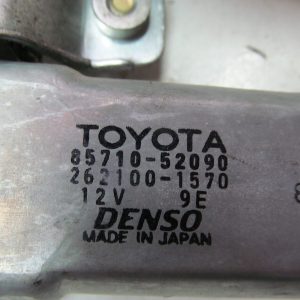 TOYOTA
85710-52090
262100-1570
12V 9E
DENSO
MADE IN JAPAN